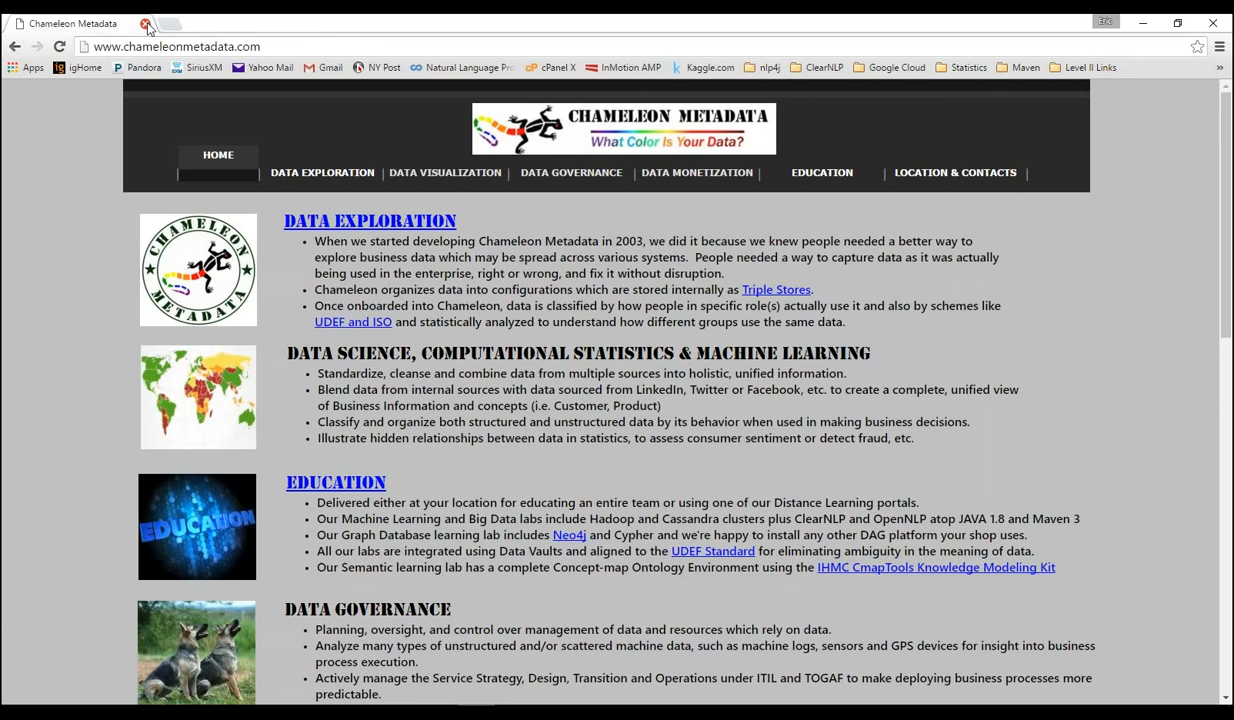 Chameleon Metadata
Eric
www.chameleonmetadata.com
Apps igHome Pandora SiriusXM Yahoo Mail Gmail NY Post Natural Language Pro cPanel X InMotion AMP Kaggle.com nlp4j ClearNLP Google Cloud Statistics Maven Level II Links »
CHAMELEON METADATA
What Color Is Your Data?
HOME
DATA EXPLORATION | DATA VISUALIZATION | DATA GOVERNANCE | DATA MONETIZATION | EDUCATION | LOCATION & CONTACTS |
CHAMELEON
METADATA
DATA EXPLORATION
• When we started developing Chameleon Metadata in 2003, we did it because we knew people needed a better way to
explore business data which may be spread across various systems. People needed a way to capture data as it was actually
being used in the enterprise, right or wrong, and fix it without disruption.
• Chameleon organizes data into configurations which are stored internally as Triple Stores.
• Once onboarded into Chameleon, data is classified by how people in specific role(s) actually use it and also by schemes like
UDEF and ISO and statistically analyzed to understand how different groups use the same data.
DATA SCIENCE, COMPUTATIONAL STATISTICS & MACHINE LEARNING
• Standardize, cleanse and combine data from multiple sources into holistic, unified information.
• Blend data from internal sources with data sourced from LinkedIn, Twitter or Facebook, etc. to create a complete, unified view
of Business Information and concepts (i.e. Customer, Product)
• Classify and organize both structured and unstructured data by its behavior when used in making business decisions.
• Illustrate hidden relationships between data in statistics, to assess consumer sentiment or detect fraud, etc.
EDUCATION
EDUCATION
• Delivered either at your location for educating an entire team or using one of our Distance Learning portals.
• Our Machine Learning and Big Data labs include Hadoop and Cassandra clusters plus ClearNLP and OpenNLP atop JAVA 1.8 and Maven 3
• Our Graph Database learning lab includes Neo4j and Cypher and we're happy to install any other DAG platform your shop uses.
• All our labs are integrated using Data Vaults and aligned to the UDEF Standard for eliminating ambiguity in the meaning of data.
• Our Semantic learning lab has a complete Concept-map Ontology Environment using the IHMC CmapTools Knowledge Modeling Kit
DATA GOVERNANCE
• Planning, oversight, and control over management of data and resources which rely on data.
• Analyze many types of unstructured and/or scattered machine data, such as machine logs, sensors and GPS devices for insight into business
process execution.
• Actively manage the Service Strategy, Design, Transition and Operations under ITIL and TOGAF to make deploying business processes more
predictable.